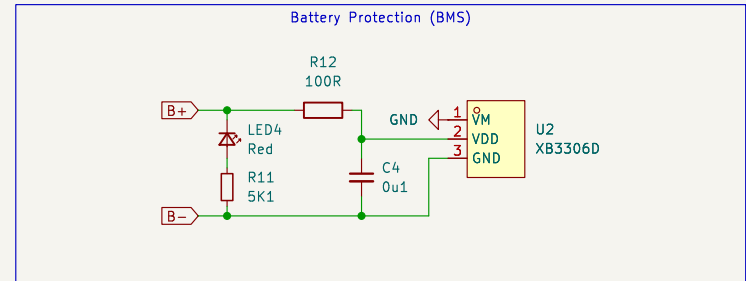 Battery Protection (BMS)
R12
100R
B+
LED4
Red
R11
5K1
B-
C4
0u1
GND
1
2
3
VM
VDD
GND
U2
XB3306D